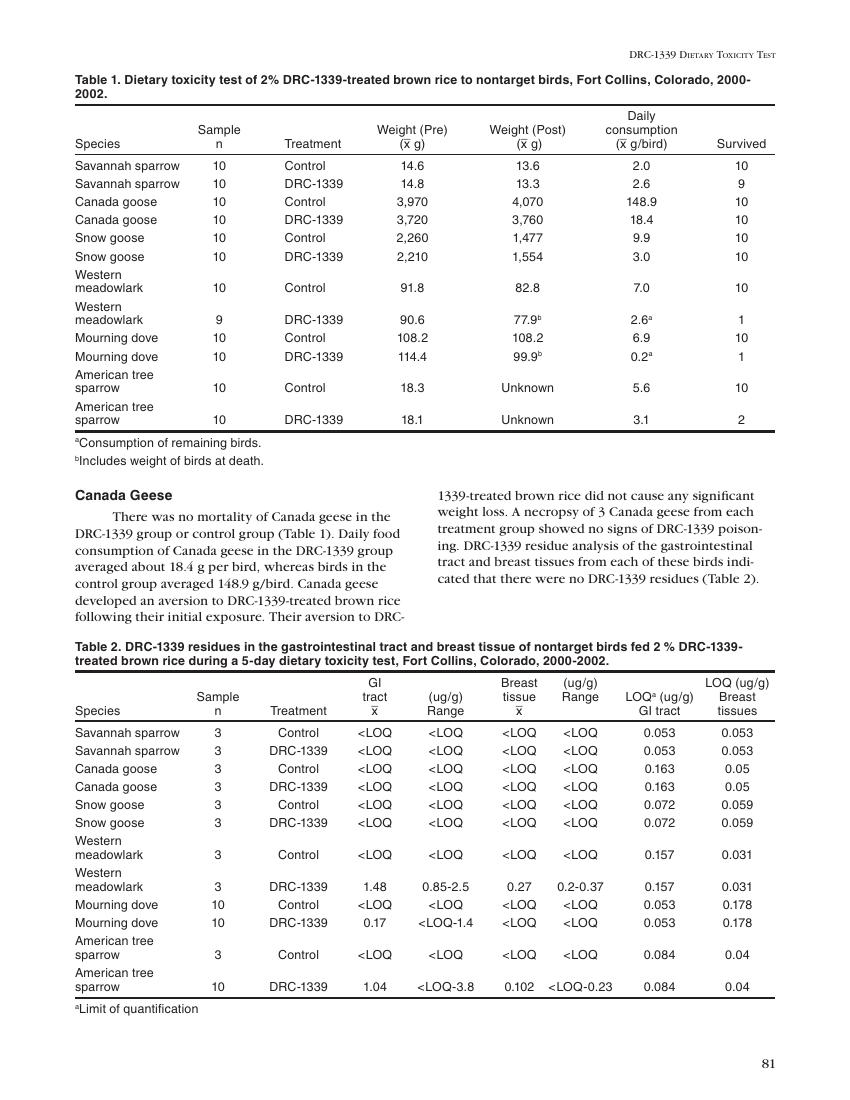 DRC-1339 Dietary Toxicity Test
Table 1. Dietary toxicity test of 2% DRC-1339-treated brown rice to nontarget birds, Fort Collins, Colorado, 2000-
2002.
Daily
Sample Weight (Pre) Weight (Post) consumption
Species n Treatment (x̅ g) (x̅ g) (x̅ g/bird) Survived
Savannah sparrow 10 Control 14.6 13.6 2.0 10
Savannah sparrow 10 DRC-1339 14.8 13.3 2.6 9
Canada goose 10 Control 3,970 4,070 148.9 10
Canada goose 10 DRC-1339 3,720 3,760 18.4 10
Snow goose 10 Control 2,260 1,477 9.9 10
Snow goose 10 DRC-1339 2,210 1,554 3.0 10
Western
meadowlark 10 Control 91.8 82.8 7.0 10
Western
meadowlark 9 DRC-1339 90.6 77.9ᵇ 2.6ᵃ 1
Mourning dove 10 Control 108.2 108.2 6.9 10
Mourning dove 10 DRC-1339 114.4 99.9ᵇ 0.2ᵃ 1
American tree
sparrow 10 Control 18.3 Unknown 5.6 10
American tree
sparrow 10 DRC-1339 18.1 Unknown 3.1 2
ᵃConsumption of remaining birds.
ᵇIncludes weight of birds at death.
Canada Geese
There was no mortality of Canada geese in the
DRC-1339 group or control group (Table 1). Daily food
consumption of Canada geese in the DRC-1339 group
averaged about 18.4 g per bird, whereas birds in the
control group averaged 148.9 g/bird. Canada geese
developed an aversion to DRC-1339-treated brown rice
following their initial exposure. Their aversion to DRC-
1339-treated brown rice did not cause any significant
weight loss. A necropsy of 3 Canada geese from each
treatment group showed no signs of DRC-1339 poison-
ing. DRC-1339 residue analysis of the gastrointestinal
tract and breast tissues from each of these birds indi-
cated that there were no DRC-1339 residues (Table 2).
Table 2. DRC-1339 residues in the gastrointestinal tract and breast tissue of nontarget birds fed 2 % DRC-1339-
treated brown rice during a 5-day dietary toxicity test, Fort Collins, Colorado, 2000-2002.
GI Breast (ug/g) LOQ (ug/g)
Sample tract (ug/g) tissue Range LOQᵃ (ug/g) Breast
Species n Treatment x̅ Range x̅ GI tract tissues
Savannah sparrow 3 Control <LOQ <LOQ <LOQ <LOQ 0.053 0.053
Savannah sparrow 3 DRC-1339 <LOQ <LOQ <LOQ <LOQ 0.053 0.053
Canada goose 3 Control <LOQ <LOQ <LOQ <LOQ 0.163 0.05
Canada goose 3 DRC-1339 <LOQ <LOQ <LOQ <LOQ 0.163 0.05
Snow goose 3 Control <LOQ <LOQ <LOQ <LOQ 0.072 0.059
Snow goose 3 DRC-1339 <LOQ <LOQ <LOQ <LOQ 0.072 0.059
Western
meadowlark 3 Control <LOQ <LOQ <LOQ <LOQ 0.157 0.031
Western
meadowlark 3 DRC-1339 1.48 0.85-2.5 0.27 0.2-0.37 0.157 0.031
Mourning dove 10 Control <LOQ <LOQ <LOQ <LOQ 0.053 0.178
Mourning dove 10 DRC-1339 0.17 <LOQ-1.4 <LOQ <LOQ 0.053 0.178
American tree
sparrow 3 Control <LOQ <LOQ <LOQ <LOQ 0.084 0.04
American tree
sparrow 10 DRC-1339 1.04 <LOQ-3.8 0.102 <LOQ-0.23 0.084 0.04
ᵃLimit of quantification
81